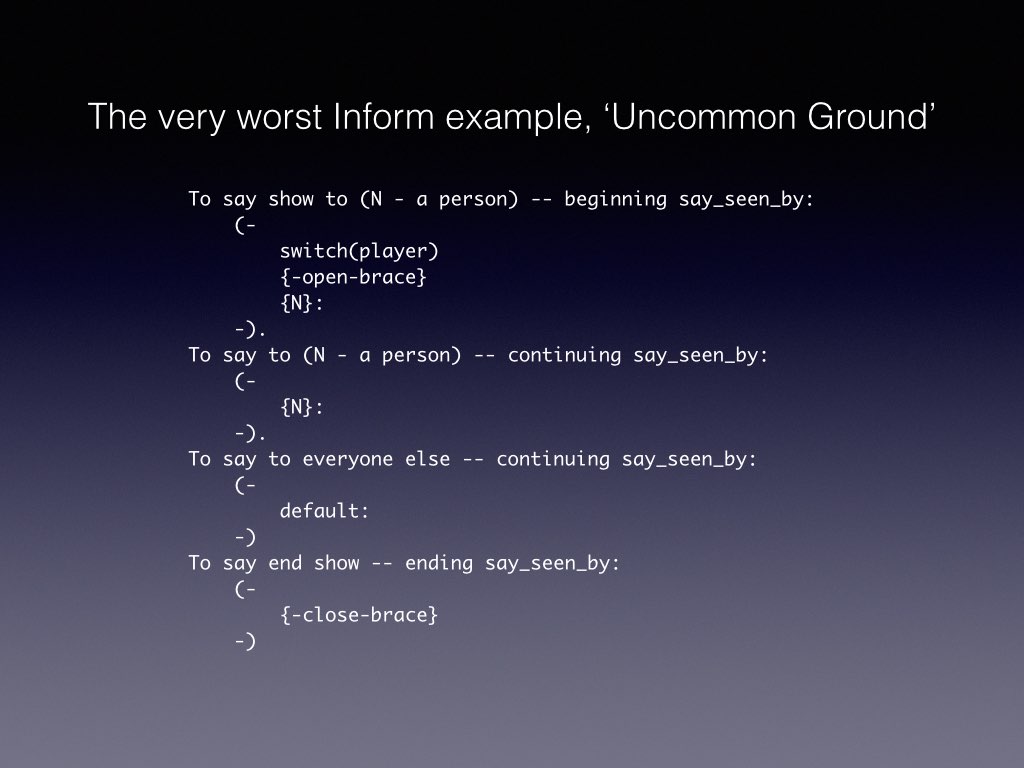 The very worst Inform example, ‘Uncommon Ground’
To say show to (N - a person) -- beginning say_seen_by:
(-
switch(player)
{-open-brace}
{N}:
-).
To say to (N - a person) -- continuing say_seen_by:
(-
{N}:
-).
To say to everyone else -- continuing say_seen_by:
(-
default:
-)
To say end show -- ending say_seen_by:
(-
{-close-brace}
-)